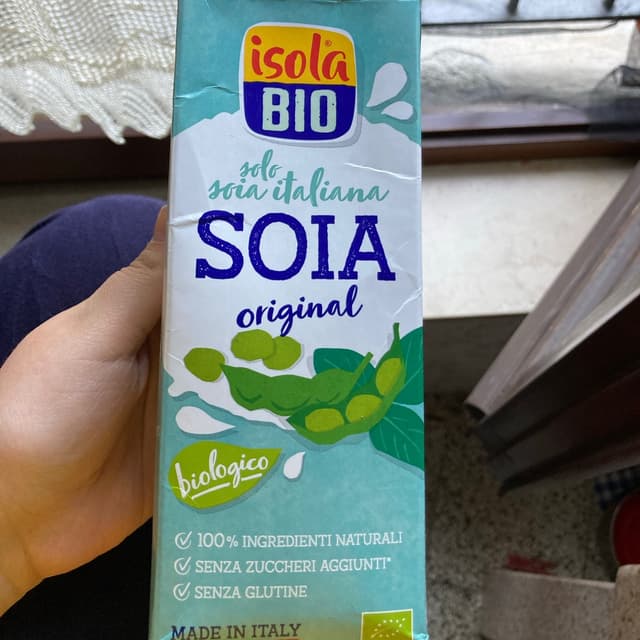 isola®
BIO
solo
soia italiana
SOIA
original
biologico
100% INGREDIENTI NATURALI
SENZA ZUCCHERI AGGIUNTI*
SENZA GLUTINE
MADE IN ITALY